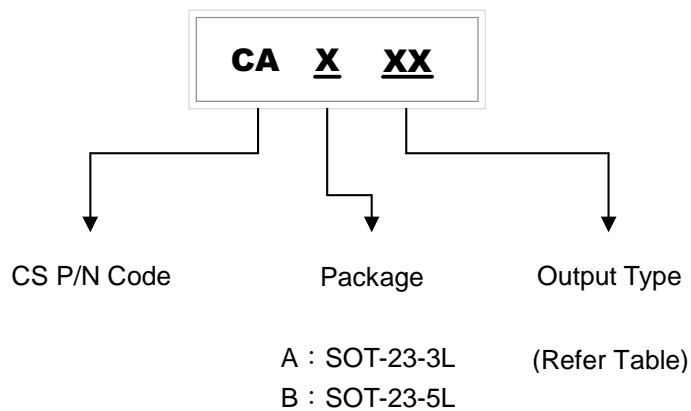 CA X XX
CS P/N Code Package Output Type
A：SOT-23-3L (Refer Table)
B：SOT-23-5L